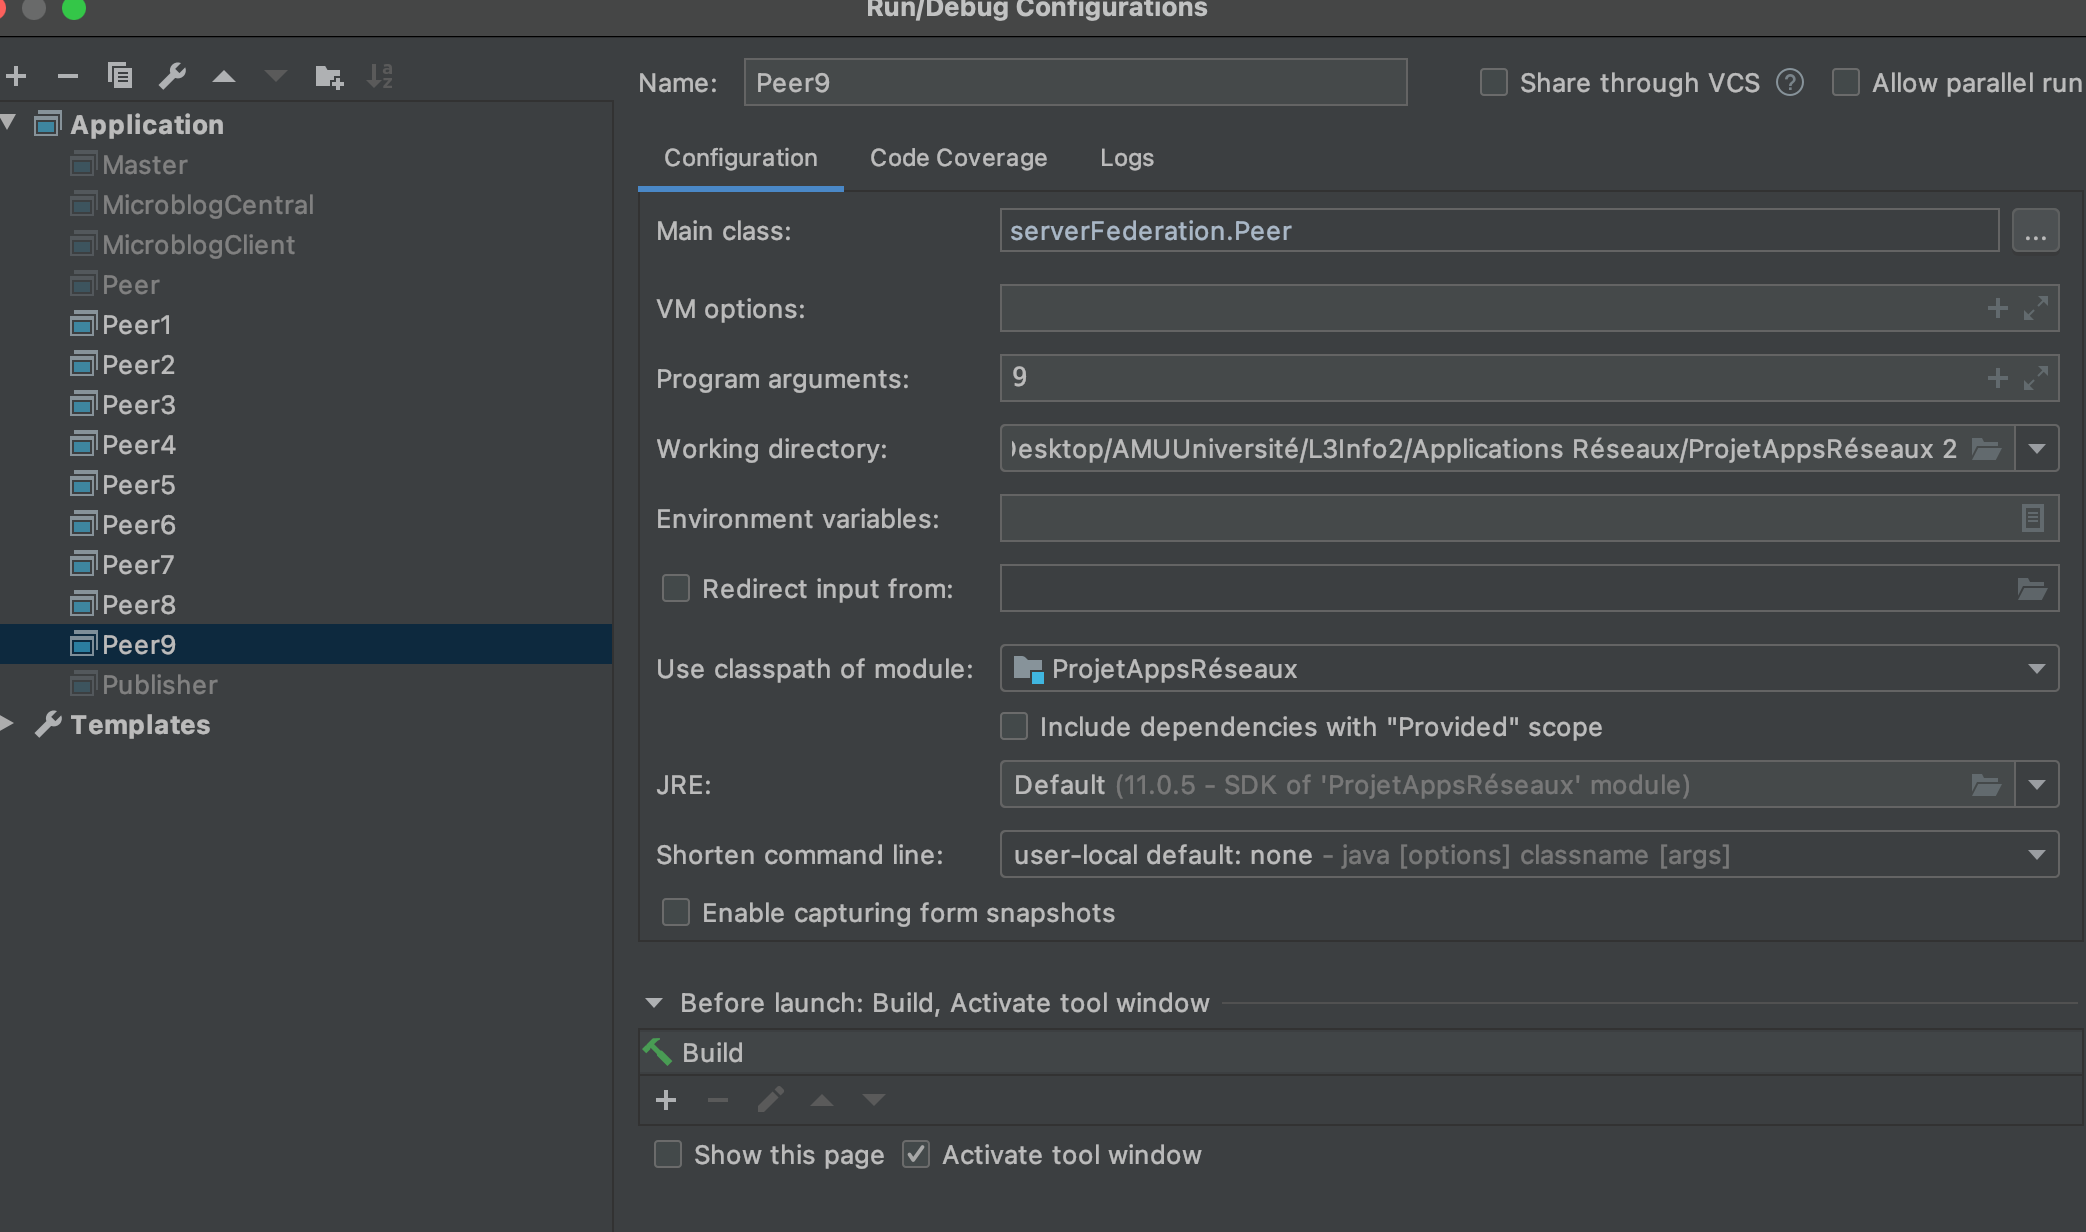 Run/Debug Configurations
Name: Peer9 Share through VCS ? Allow parallel run
Application
Master
MicroblogCentral
MicroblogClient
Peer
Peer1
Peer2
Peer3
Peer4
Peer5
Peer6
Peer7
Peer8
Peer9
Publisher
Templates
Configuration Code Coverage Logs
Main class: serverFederation.Peer ...
VM options:
Program arguments: 9
Working directory: Desktop/AMUUniversité/L3Info2/Applications Réseaux/ProjetAppsRéseaux 2
Environment variables:
Redirect input from:
Use classpath of module: ProjetAppsRéseaux
Include dependencies with "Provided" scope
JRE: Default (11.0.5 - SDK of 'ProjetAppsRéseaux' module)
Shorten command line: user-local default: none - java [options] classname [args]
Enable capturing form snapshots
Before launch: Build, Activate tool window
Build
Show this page Activate tool window